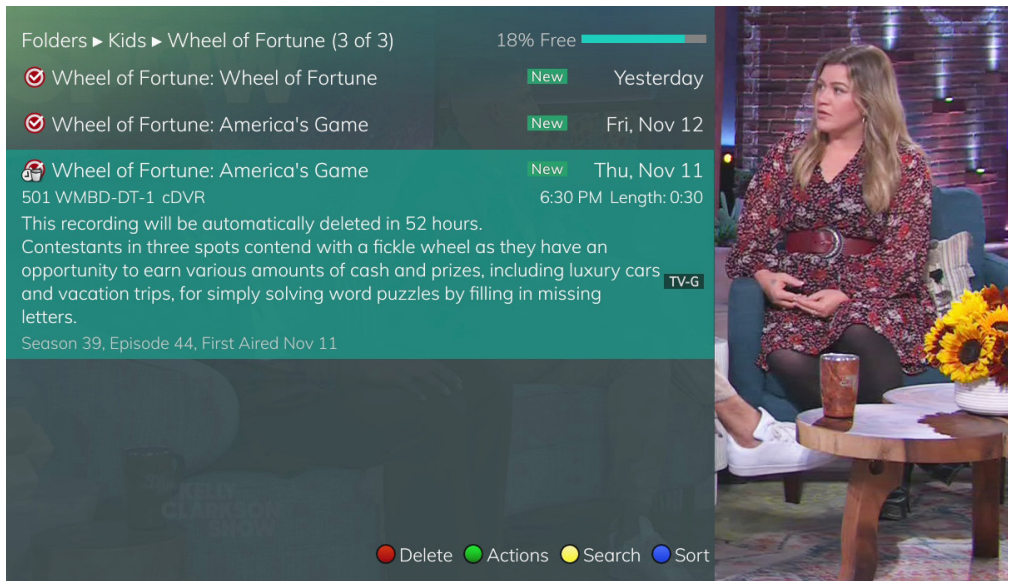 Folders ▸ Kids ▸ Wheel of Fortune (3 of 3) 18% Free
Wheel of Fortune: Wheel of Fortune New Yesterday
Wheel of Fortune: America's Game New Fri, Nov 12
Wheel of Fortune: America's Game New Thu, Nov 11
501 WMBD-DT-1 cDVR 6:30 PM Length: 0:30
This recording will be automatically deleted in 52 hours.
Contestants in three spots contend with a fickle wheel as they have an
opportunity to earn various amounts of cash and prizes, including luxury cars
TV-G
and vacation trips, for simply solving word puzzles by filling in missing
letters.
Season 39, Episode 44, First Aired Nov 11
KELLY
CLARKSON
SHOW
Delete Actions Search Sort